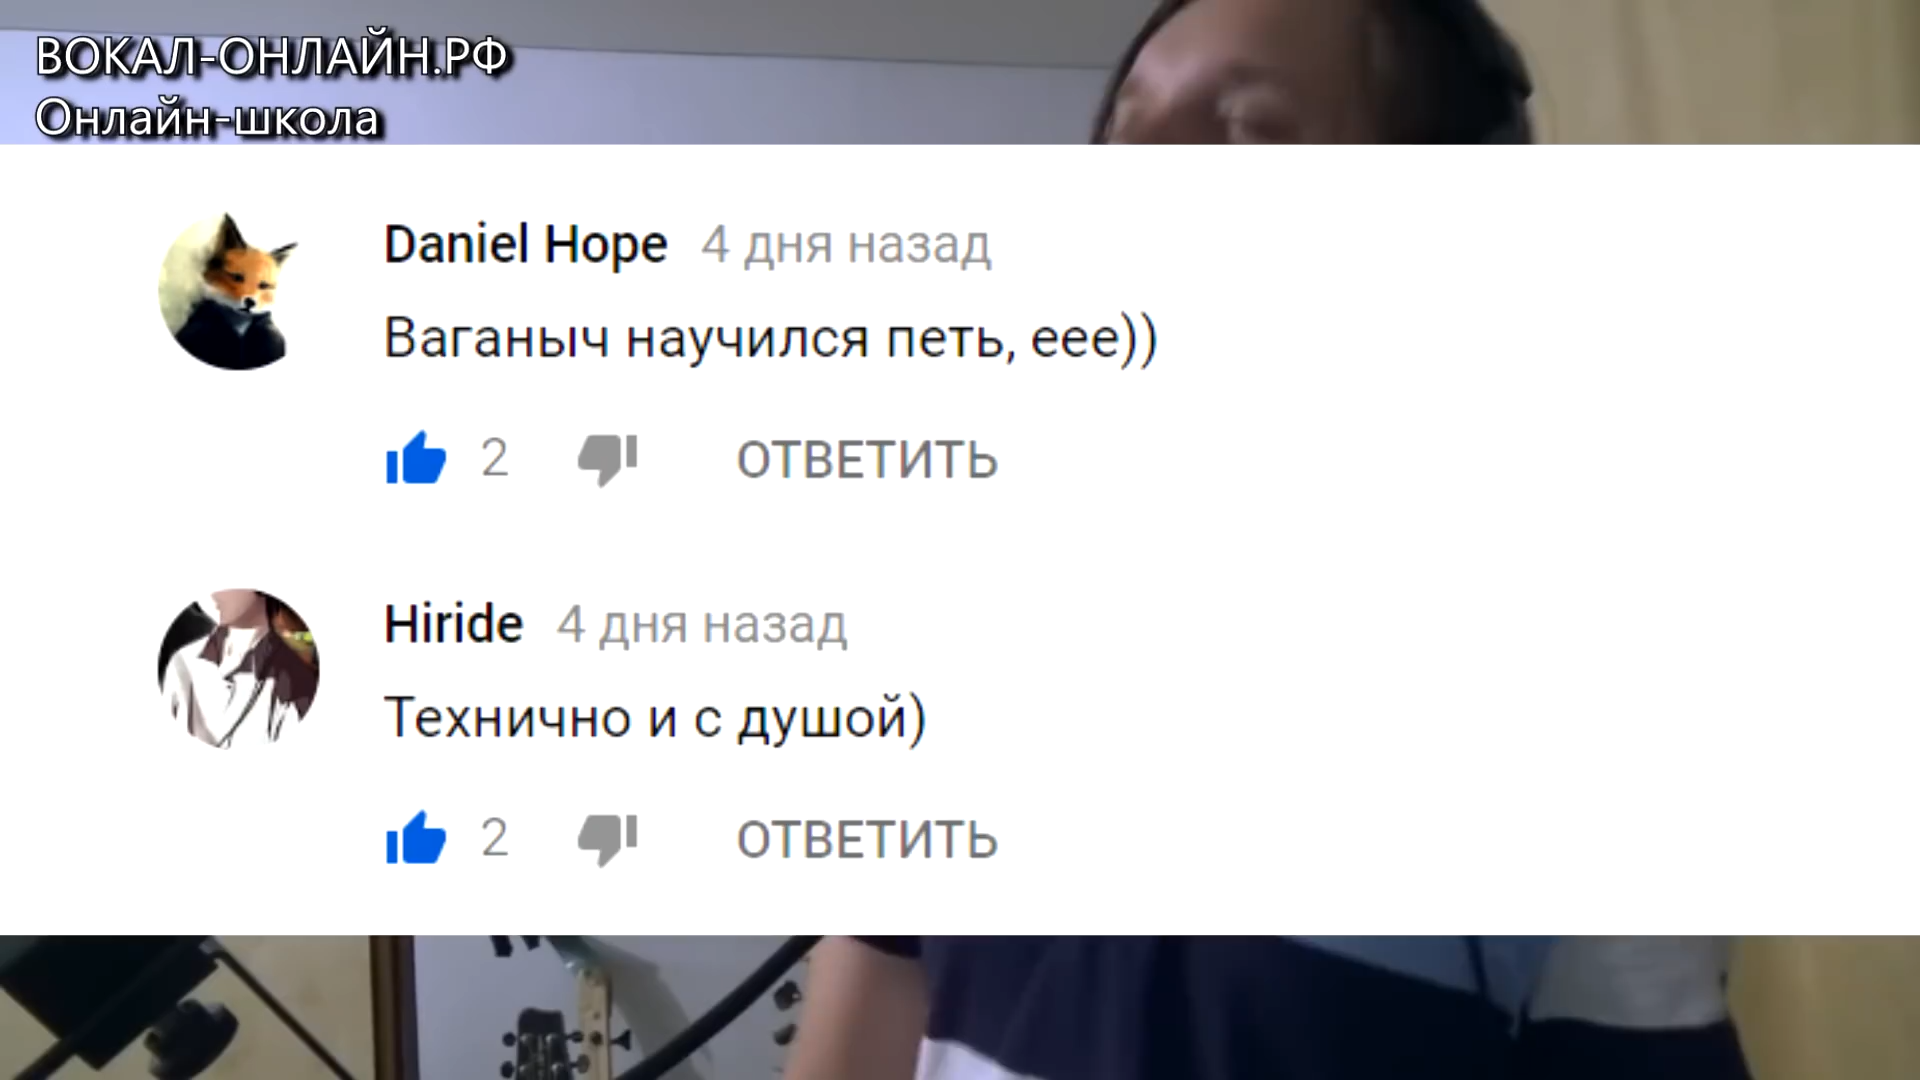 ВОКАЛ-ОНЛАЙН.РФ
Онлайн-школа
Daniel Hope 4 дня назад
Ваганыч научился петь, еее))
2 ОТВЕТИТЬ
Hiride 4 дня назад
Технично и с душой)
2 ОТВЕТИТЬ